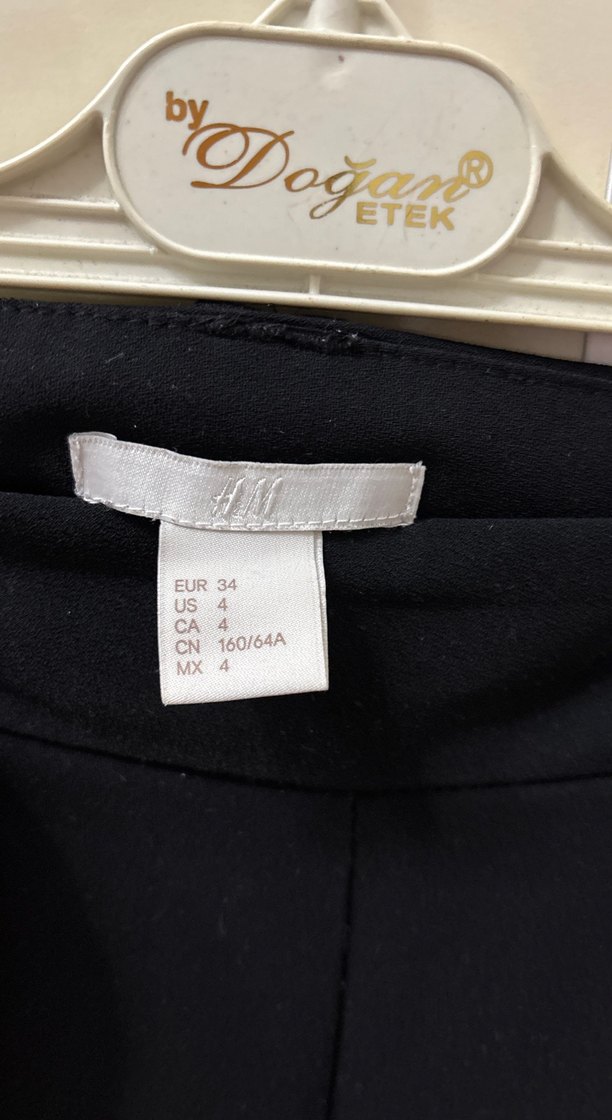 by
Doğan®
ETEK
H&M
EUR 34
US 4
CA 4
CN 160/64A
MX 4